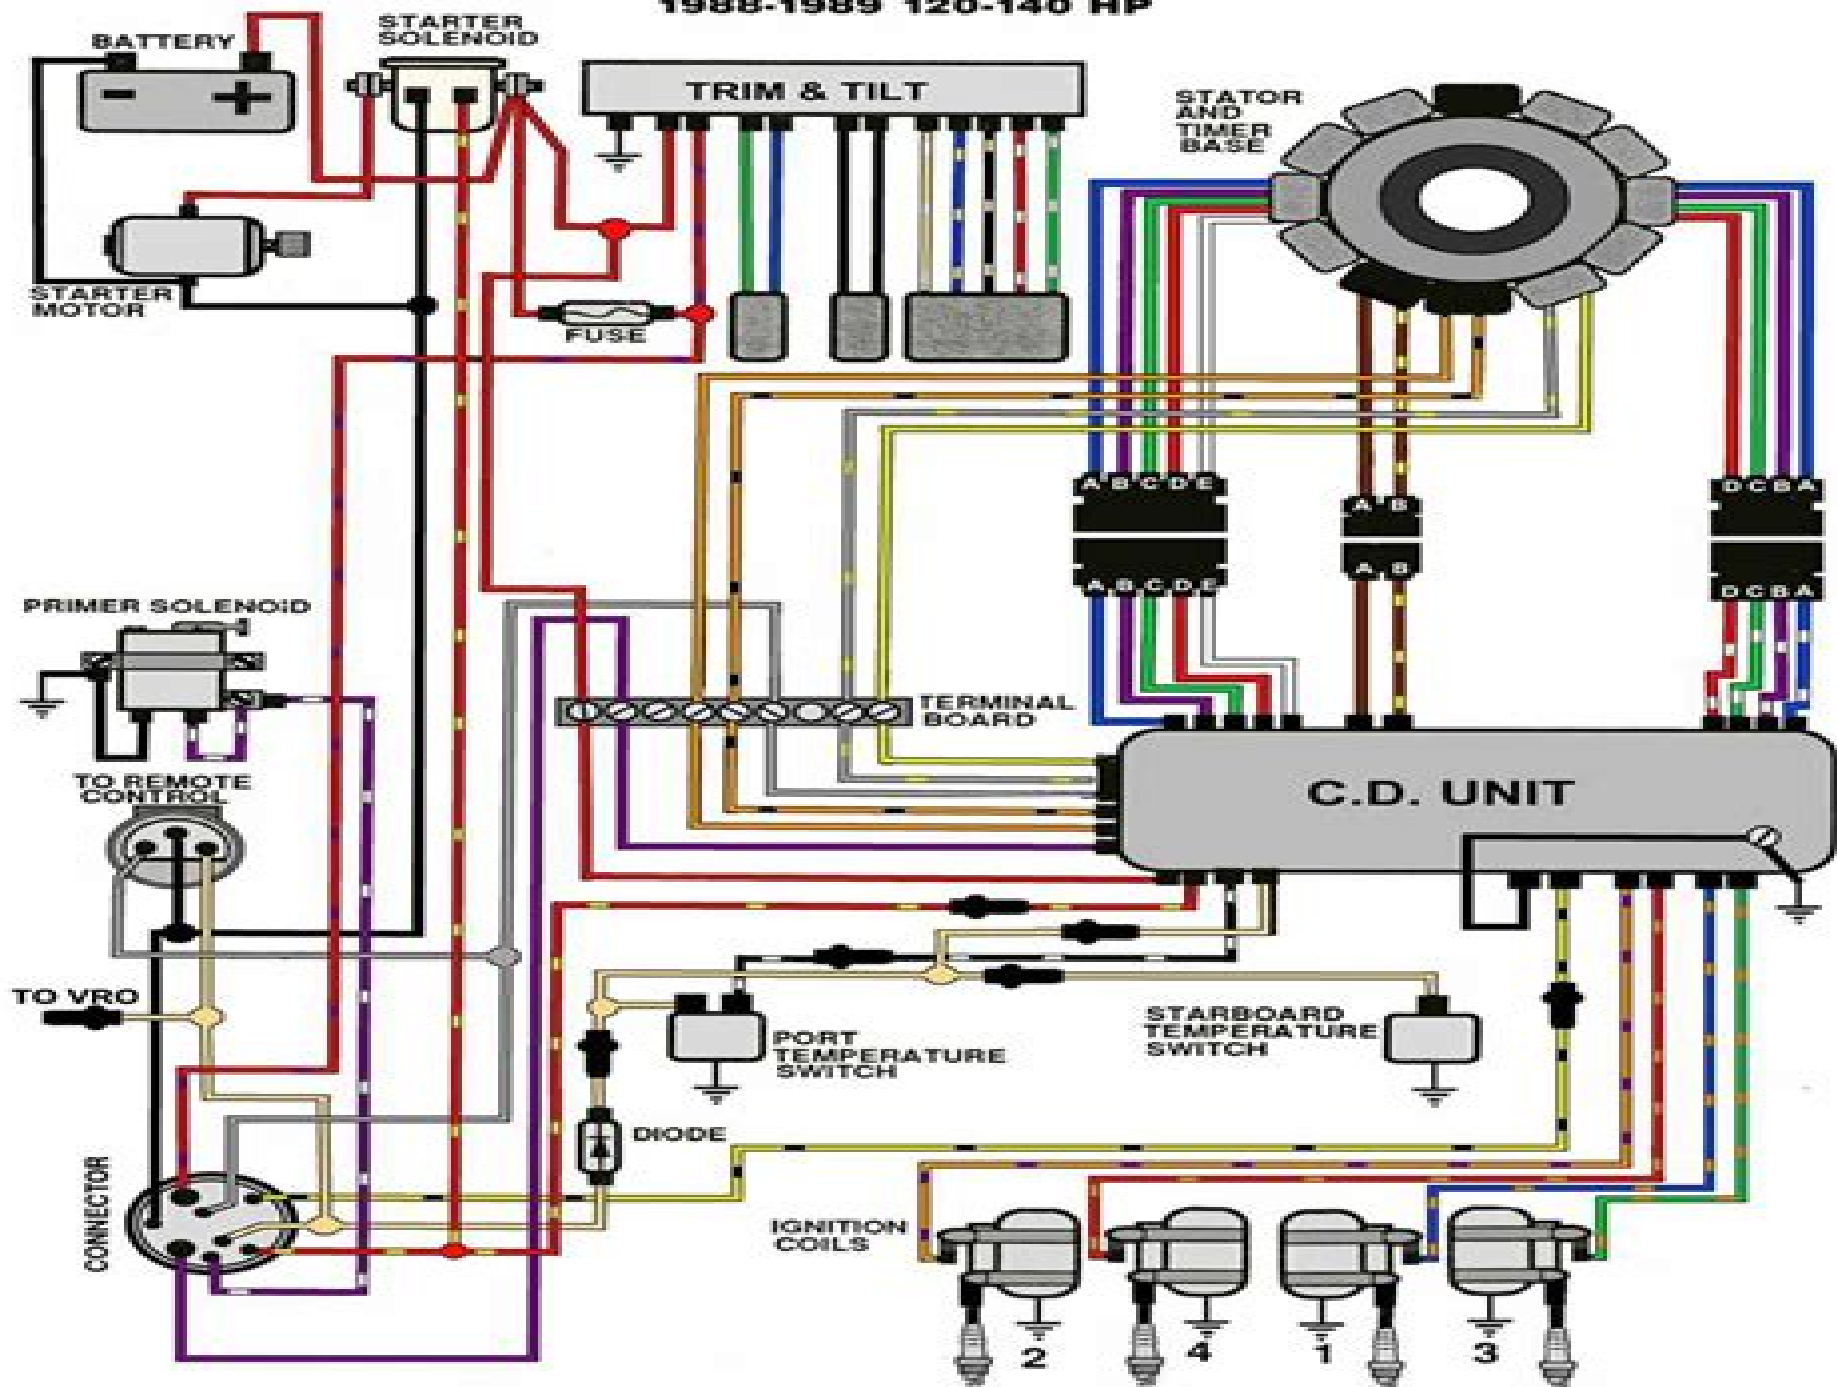 1988-1989 120-140 HP
BATTERY
STARTER
SOLENOID
TRIM & TILT
STATOR
AND
TIMER
BASE
STARTER
MOTOR
FUSE
A B C D E
A B
D C B A
A B C D E
A B
D C B A
PRIMER SOLENOID
TERMINAL
BOARD
TO REMOTE
CONTROL
C.D. UNIT
TO VRO
PORT
TEMPERATURE
SWITCH
STARBOARD
TEMPERATURE
SWITCH
DIODE
CONNECTOR
IGNITION
COILS
2
4
1
3